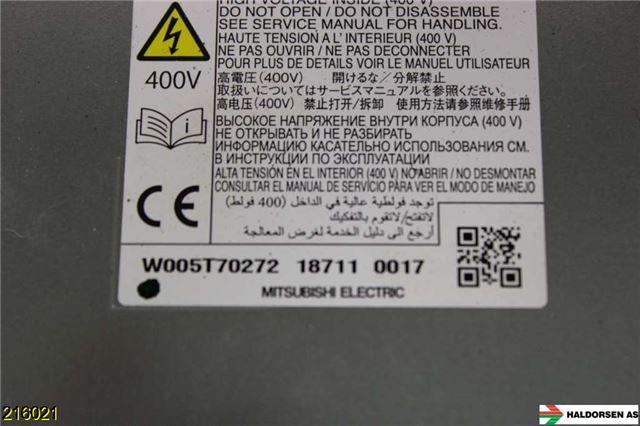 HIGH VOLTAGE INSIDE (400 V)
DO NOT OPEN / DO NOT DISASSEMBLE
SEE SERVICE MANUAL FOR HANDLING.
HAUTE TENSION A L'INTERIEUR (400 V)
NE PAS OUVRIR / NE PAS DECONNECTER
POUR PLUS DE DETAILS VOIR LE MANUEL UTILISATEUR
高電圧(400V) 開けるな/分解禁止
取扱いについてはサービスマニュアルを参照ください。
高电压(400V) 禁止打开/拆卸 使用方法请参照维修手册
ВЫСОКОЕ НАПРЯЖЕНИЕ ВНУТРИ КОРПУСА (400 V)
НЕ ОТКРЫВАТЬ И НЕ РАЗБИРАТЬ
ИНФОРМАЦИЮ КАСАТЕЛЬНО ИСПОЛЬЗОВАНИЯ СМ.
В ИНСТРУКЦИИ ПО ЭКСПЛУАТАЦИИ
ALTA TENSIÓN EN EL INTERIOR (400 V) NO ABRIR / NO DESMONTAR
CONSULTAR EL MANUAL DE SERVICIO PARA VER EL MODO DE MANEJO
توجد فولطية عالية في الداخل (400 فولط)
لاتفتح/لاتقوم بالتفكيك
أرجع الى دليل الخدمة لغرض المعالجة
400V
i
CE
W005T70272 18711 0017
MITSUBISHI ELECTRIC
216021
HALDORSEN AS